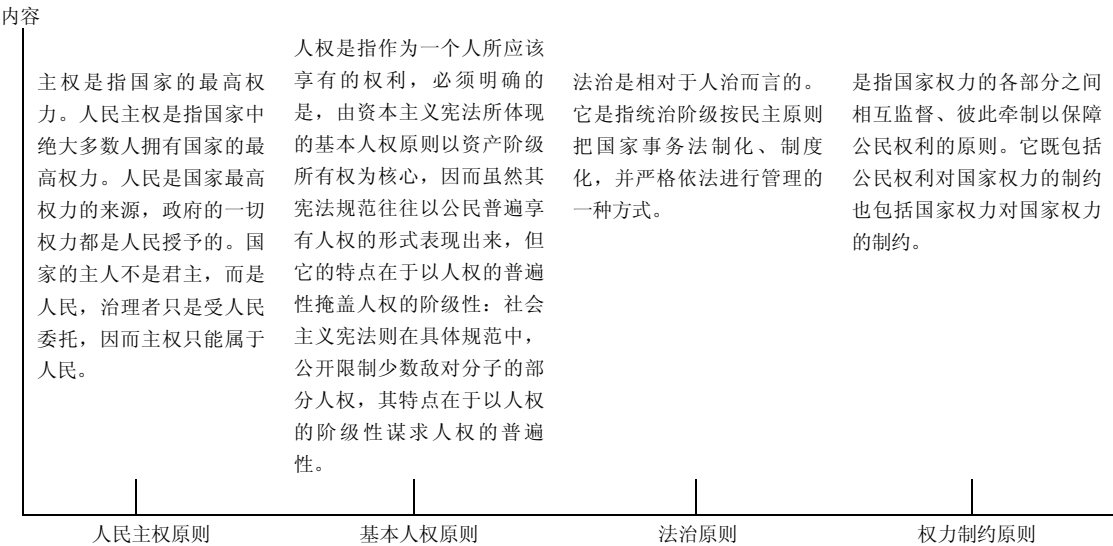 内容
主权是指国家的最高权
力。人民主权是指国家中
绝大多数人拥有国家的最
高权力。人民是国家最高
权力的来源，政府的一切
权力都是人民授予的。国
家的主人不是君主，而是
人民，治理者只是受人民
委托，因而主权只能属于
人民。
人权是指作为一个人所应该
享有的权利，必须明确的
是，由资本主义宪法所体现
的基本人权原则以资产阶级
所有权为核心，因而虽然其
宪法规范往往以公民普遍享
有人权的形式表现出来，但
它的特点在于以人权的普遍
性掩盖人权的阶级性：社会
主义宪法则在具体规范中，
公开限制少数敌对分子的部
分人权，其特点在于以人权
的阶级性谋求人权的普遍
性。
法治是相对于人治而言的。
它是指统治阶级按民主原则
把国家事务法制化、制度
化，并严格依法进行管理的
一种方式。
是指国家权力的各部分之间
相互监督、彼此牵制以保障
公民权利的原则。它既包括
公民权利对国家权力的制约
也包括国家权力对国家权力
的制约。
人民主权原则
基本人权原则
法治原则
权力制约原则